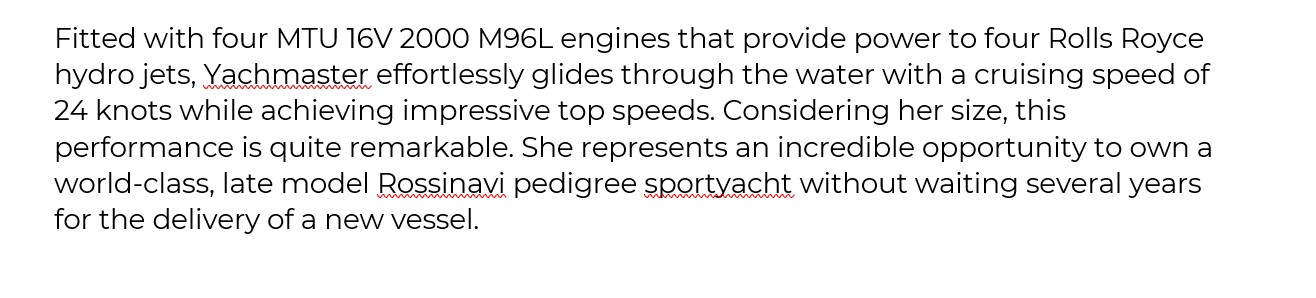 Fitted with four MTU 16V 2000 M96L engines that provide power to four Rolls Royce
hydro jets, Yachmaster effortlessly glides through the water with a cruising speed of
24 knots while achieving impressive top speeds. Considering her size, this
performance is quite remarkable. She represents an incredible opportunity to own a
world-class, late model Rossinavi pedigree sportyacht without waiting several years
for the delivery of a new vessel.